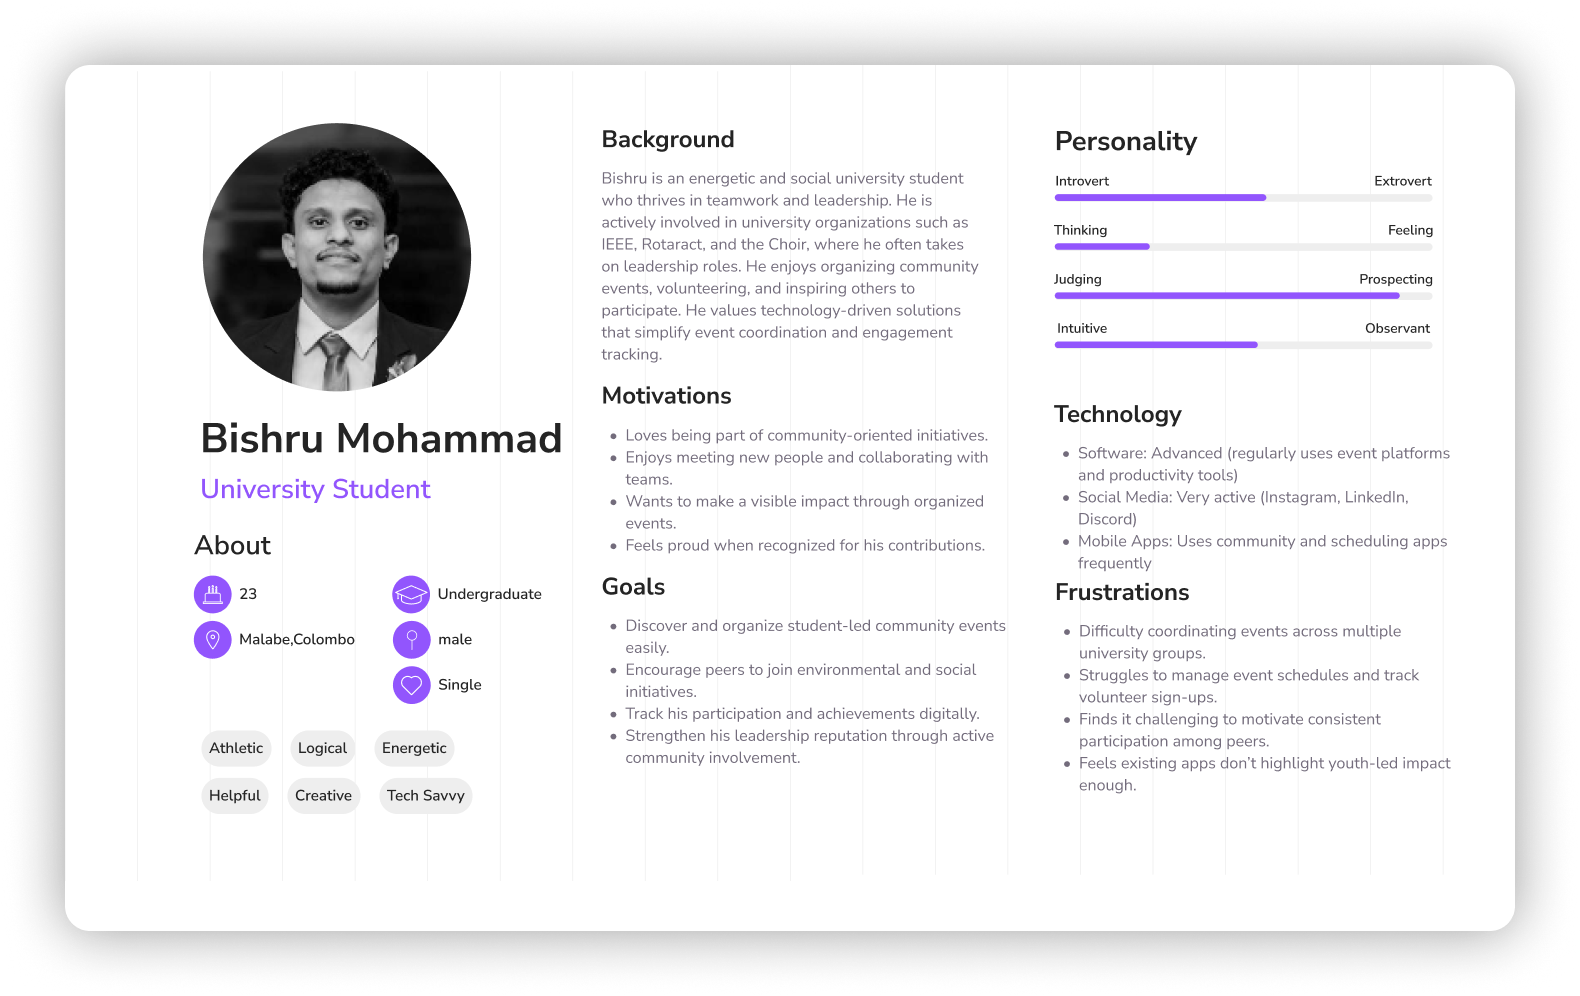 Bishru Mohammad
University Student
About
23
Undergraduate
Malabe,Colombo
male
Single
Athletic
Logical
Energetic
Helpful
Creative
Tech Savvy
Background
Bishru is an energetic and social university student
who thrives in teamwork and leadership. He is
actively involved in university organizations such as
IEEE, Rotaract, and the Choir, where he often takes
on leadership roles. He enjoys organizing community
events, volunteering, and inspiring others to
participate. He values technology-driven solutions
that simplify event coordination and engagement
tracking.
Motivations
• Loves being part of community-oriented initiatives.
• Enjoys meeting new people and collaborating with
teams.
• Wants to make a visible impact through organized
events.
• Feels proud when recognized for his contributions.
Goals
• Discover and organize student-led community events
easily.
• Encourage peers to join environmental and social
initiatives.
• Track his participation and achievements digitally.
• Strengthen his leadership reputation through active
community involvement.
Personality
Introvert Extrovert
Thinking Feeling
Judging Prospecting
Intuitive Observant
Technology
• Software: Advanced (regularly uses event platforms
and productivity tools)
• Social Media: Very active (Instagram, LinkedIn,
Discord)
• Mobile Apps: Uses community and scheduling apps
frequently
Frustrations
• Difficulty coordinating events across multiple
university groups.
• Struggles to manage event schedules and track
volunteer sign-ups.
• Finds it challenging to motivate consistent
participation among peers.
• Feels existing apps don’t highlight youth-led impact
enough.